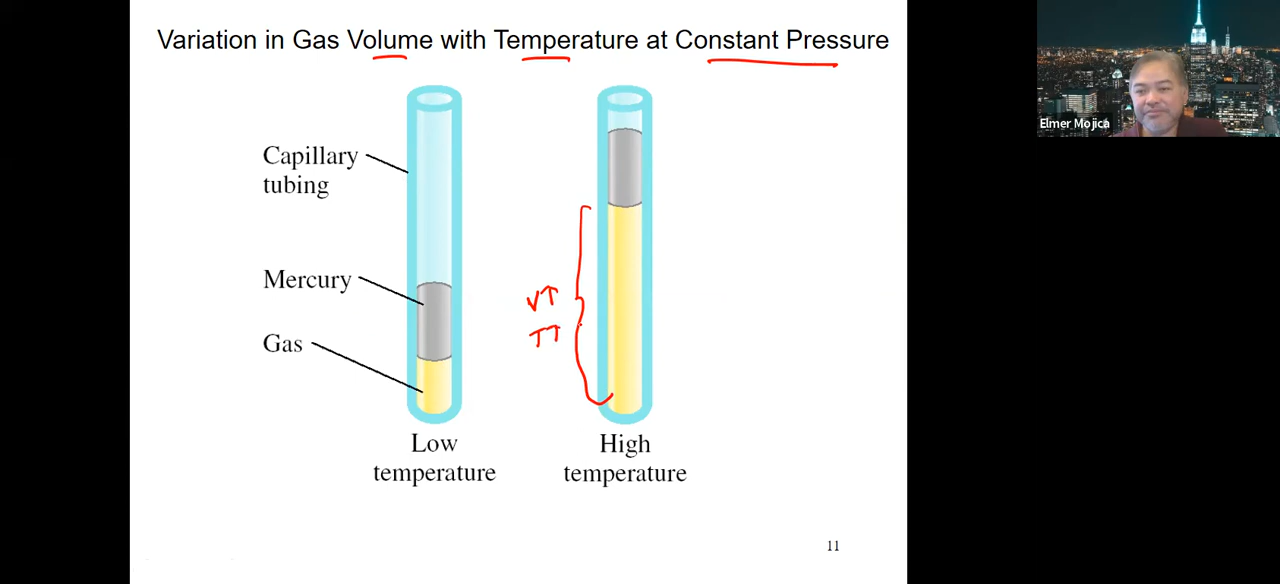 Variation in Gas Volume with Temperature at Constant Pressure
Elmer Mojica
Capillary
tubing
Mercury
Gas
V↑
T↑
Low
temperature
High
temperature
11